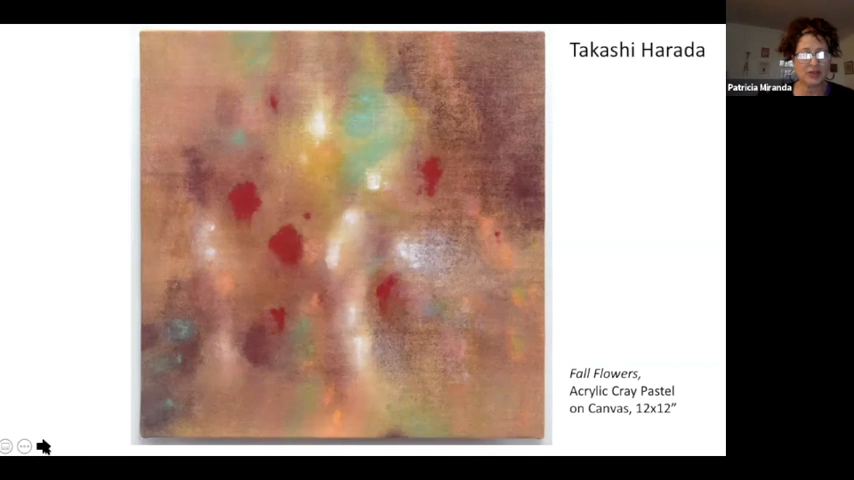 Takashi Harada
Patricia Miranda
Fall Flowers,
Acrylic Cray Pastel
on Canvas, 12x12”